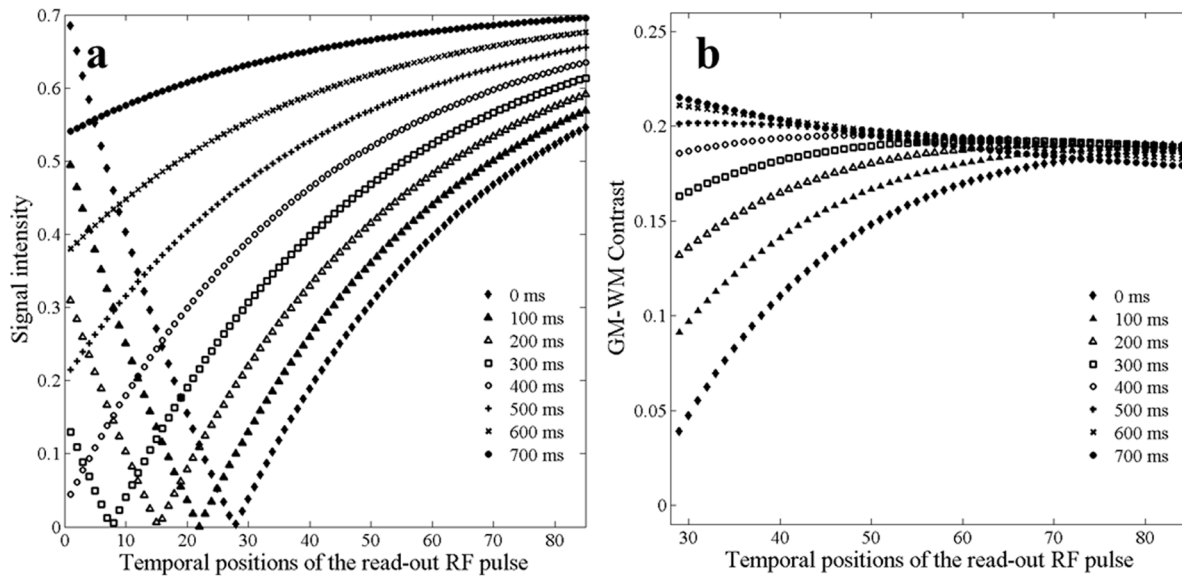 a
0.7
0.6
0.5
0.4
0.3
0.2
0.1
0
Signal intensity
0 ms
100 ms
200 ms
300 ms
400 ms
500 ms
600 ms
700 ms
0 10 20 30 40 50 60 70 80
Temporal positions of the read-out RF pulse
b
0.25
0.2
0.15
0.1
0.05
0
GM-WM Contrast
0 ms
100 ms
200 ms
300 ms
400 ms
500 ms
600 ms
700 ms
30 40 50 60 70 80
Temporal positions of the read-out RF pulse